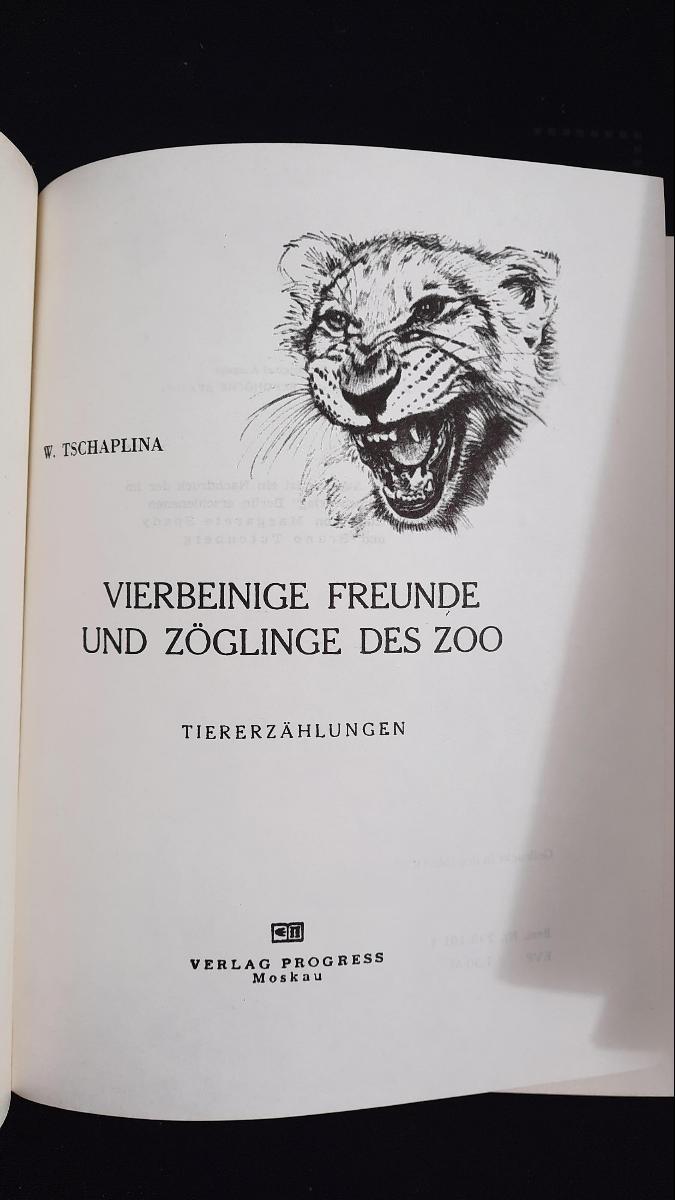 W. TSCHAPLINA
VIERBEINIGE FREUNDE
UND ZÖGLINGE DES ZOO
TIERERZÄHLUNGEN
VERLAG PROGRESS
Moskau